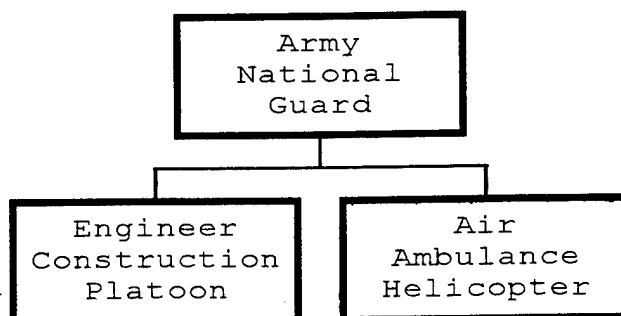 Army
National
Guard
Engineer
Construction
Platoon
Air
Ambulance
Helicopter